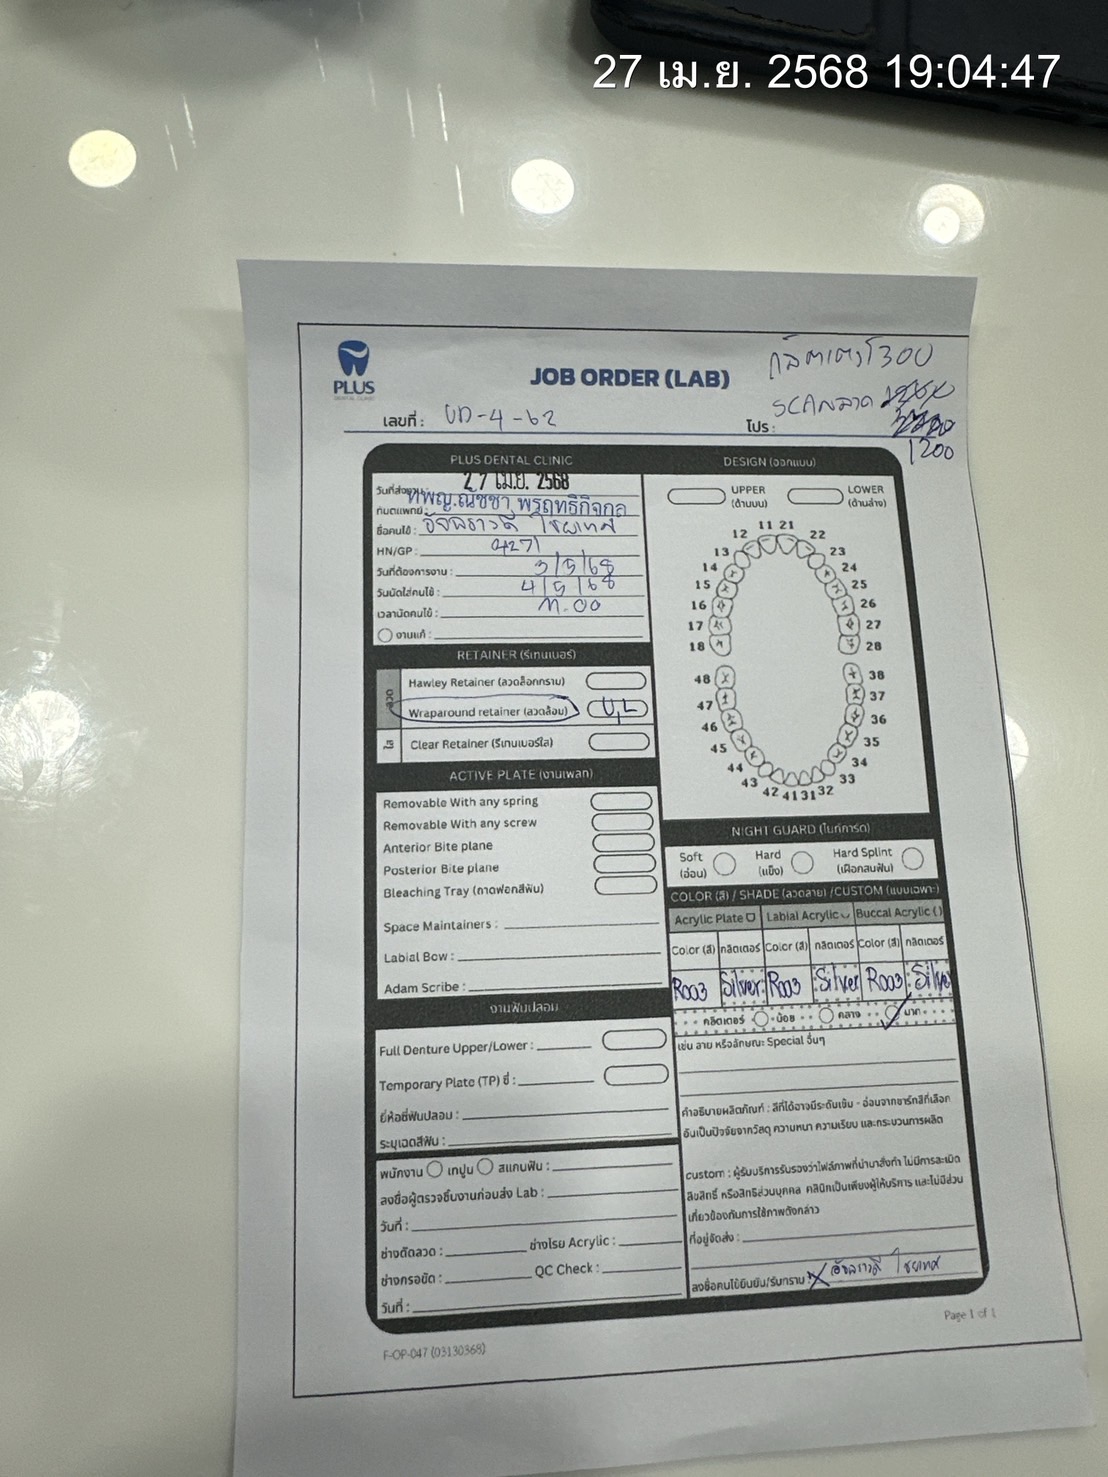 27 เม.ย. 2568 19:04:47
PLUS
DENTAL CLINIC
JOB ORDER (LAB)
300
SCANลวด
1200
เลขที่ : UD-4-62
โปร :
PLUS DENTAL CLINIC
วันที่ส่งงาน : 27 เม.ย. 2568
ทันตแพทย์ : ทพญ.ณัชชา พรฤทธิกิจกุล
ชื่อคนไข้ :
HN/GP : 9271
วันที่ต้องการงาน : 3/5/68
วันนัดใส่คนไข้ : 4/5/68
เวลานัดคนไข้ : 17.00
งานแก้ :
RETAINER (รีเทนเนอร์)
ลวด
Hawley Retainer (ลวดล็อกกราม)
Wraparound retainer (ลวดล้อม) U,L
ใส
Clear Retainer (รีเทนเนอร์ใส)
ACTIVE PLATE (งานเพลท)
Removable With any spring
Removable With any screw
Anterior Bite plane
Posterior Bite plane
Bleaching Tray (ถาดฟอกสีฟัน)
Space Maintainers :
Labial Bow :
Adam Scribe :
งานฟันปลอม
Full Denture Upper/Lower :
Temporary Plate (TP) ซี่ :
ยี่ห้อซี่ฟันปลอม :
ระบุเฉดสีฟัน :
พนักงาน เทปูน สแกนฟัน :
ลงชื่อผู้ตรวจชิ้นงานก่อนส่ง Lab :
วันที่ :
ช่างดัดลวด : ช่างโรย Acrylic :
ช่างกรอขัด : QC Check :
วันที่ :
DESIGN (ออกแบบ)
UPPER (ด้านบน)
LOWER (ด้านล่าง)
11 21
12 22
13 23
14 24
15 25
16 26
17 27
18 28
48 38
47 37
46 36
45 35
44 34
43 33
42 41 31 32
NIGHT GUARD (ไนท์การ์ด)
Soft (อ่อน)
Hard (แข็ง)
Hard Splint (เฝือกสบฟัน)
COLOR (สี) / SHADE (ลวดลาย) /CUSTOM (แบบเฉพาะ)
Acrylic Plate Labial Acrylic Buccal Acrylic
Color (สี) กลิตเตอร์ Color (สี) กลิตเตอร์ Color (สี) กลิตเตอร์
R003 Silver R003 Silver R003 Silver
กลิตเตอร์ น้อย กลาง มาก
เช่น ลาย หรือลักษณะ Special อื่นๆ
คำอธิบายผลิตภัณฑ์ : สีที่ได้อาจมีระดับเข้ม - อ่อนจากชาร์ทสีที่เลือก
อันเป็นปัจจัยจากวัสดุ ความหนา ความเรียบ และกระบวนการผลิต
custom : ผู้รับบริการรับรองว่าไฟล์ภาพที่นำมาสั่งทำ ไม่มีการละเมิด
ลิขสิทธิ์ หรือสิทธิส่วนบุคคล คลินิกเป็นเพียงผู้ให้บริการ และไม่มีส่วน
เกี่ยวข้องกับการใช้ภาพดังกล่าว
ที่อยู่จัดส่ง :
ลงชื่อคนไข้ยืนยัน/รับทราบ :
Page 1 of 1
F-OP-047 (03130368)